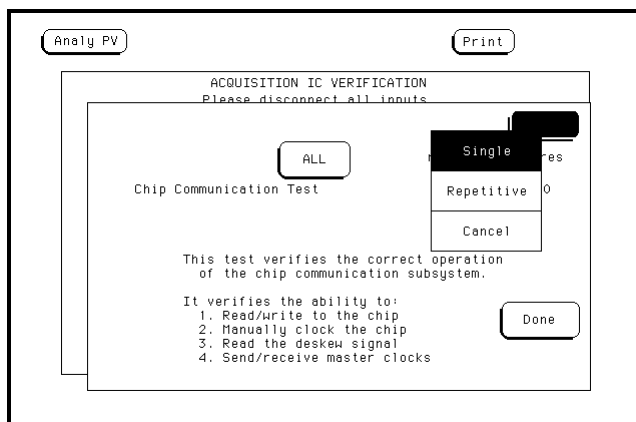 Analy PV
Print
ACQUISITION IC VERIFICATION
Please disconnect all inputs
ALL
Single
Chip Communication Test
Repetitive
0
Cancel
This test verifies the correct operation
of the chip communication subsystem.
It verifies the ability to:
1. Read/write to the chip
2. Manually clock the chip
3. Read the deskew signal
4. Send/receive master clocks
Done